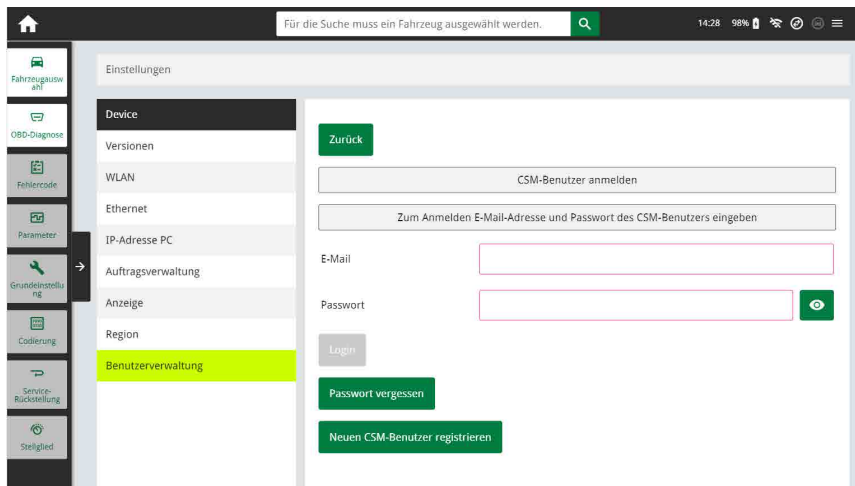 Für die Suche muss ein Fahrzeug ausgewählt werden.
14:28
98%
Fahrzeugausw
ahl
OBD-Diagnose
Fehlercode
Parameter
Grundeinstellu
ng
Codierung
Service-
Rückstellung
Stellglied
Einstellungen
Device
Versionen
WLAN
Ethernet
IP-Adresse PC
Auftragsverwaltung
Anzeige
Region
Benutzerverwaltung
Zurück
CSM-Benutzer anmelden
Zum Anmelden E-Mail-Adresse und Passwort des CSM-Benutzers eingeben
E-Mail
Passwort
Login
Passwort vergessen
Neuen CSM-Benutzer registrieren